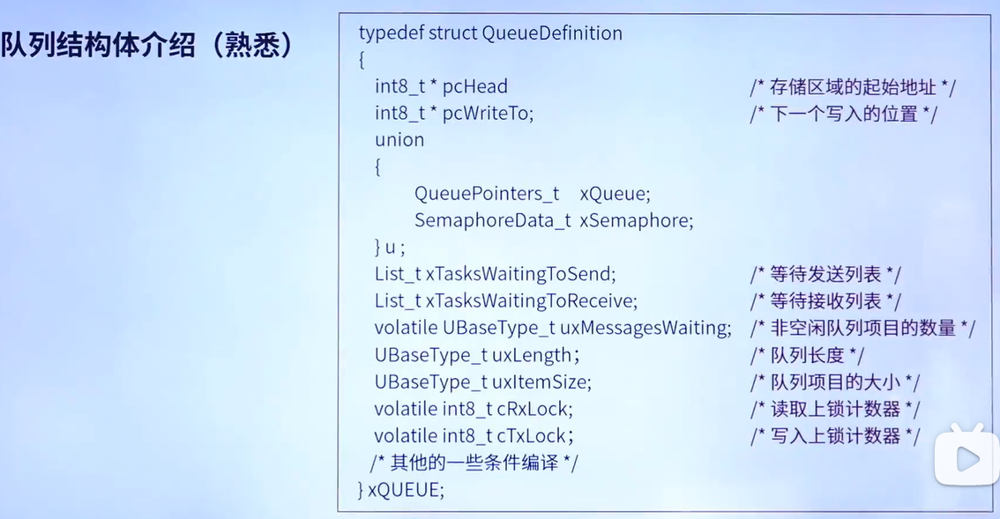 队列结构体介绍（熟悉）
typedef struct QueueDefinition
{
int8_t * pcHead /* 存储区域的起始地址 */
int8_t * pcWriteTo; /* 下一个写入的位置 */
union
{
QueuePointers_t xQueue;
SemaphoreData_t xSemaphore;
} u ;
List_t xTasksWaitingToSend; /* 等待发送列表 */
List_t xTasksWaitingToReceive; /* 等待接收列表 */
volatile UBaseType_t uxMessagesWaiting; /* 非空闲队列项目的数量 */
UBaseType_t uxLength； /* 队列长度 */
UBaseType_t uxItemSize; /* 队列项目的大小 */
volatile int8_t cRxLock; /* 读取上锁计数器 */
volatile int8_t cTxLock； /* 写入上锁计数器 */
/* 其他的一些条件编译 */
} xQUEUE;